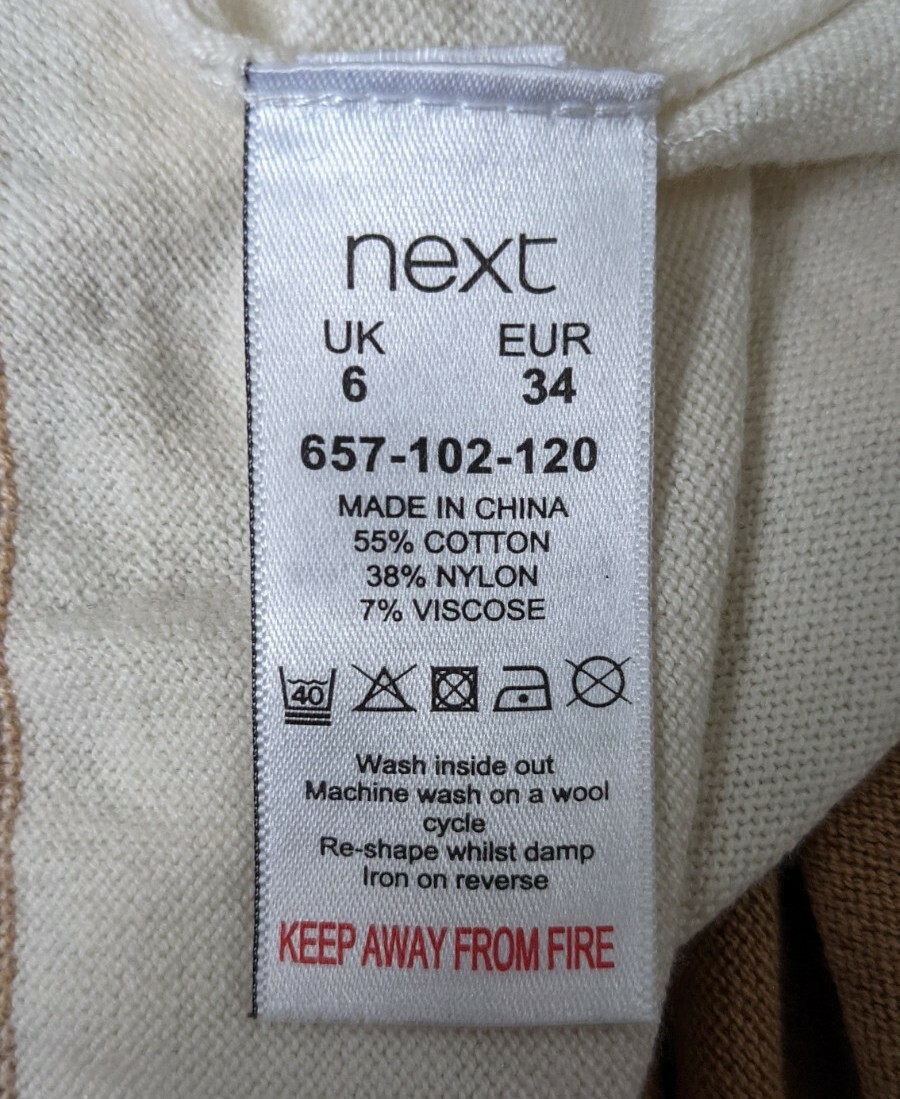 next
UK EUR
6 34
657-102-120
MADE IN CHINA
55% COTTON
38% NYLON
7% VISCOSE
40
Wash inside out
Machine wash on a wool
cycle
Re-shape whilst damp
Iron on reverse
KEEP AWAY FROM FIRE